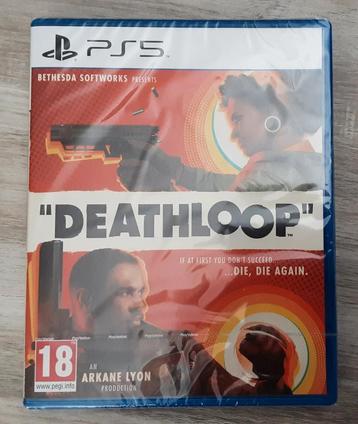 PS5
BETHESDA SOFTWORKS PRESENTS
"DEATHLOOP"™
IF AT FIRST YOU DON'T SUCCEED...
...DIE, DIE AGAIN.
18
www.pegi.info
AN
ARKANE LYON
PRODUCTION